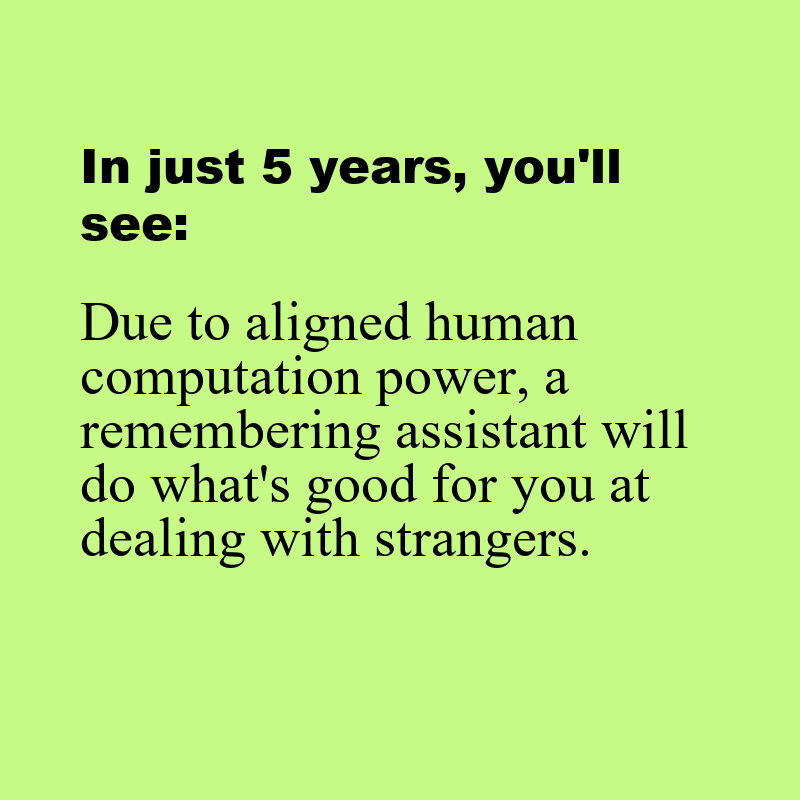 In just 5 years, you'll
see:
Due to aligned human
computation power, a
remembering assistant will
do what's good for you at
dealing with strangers.